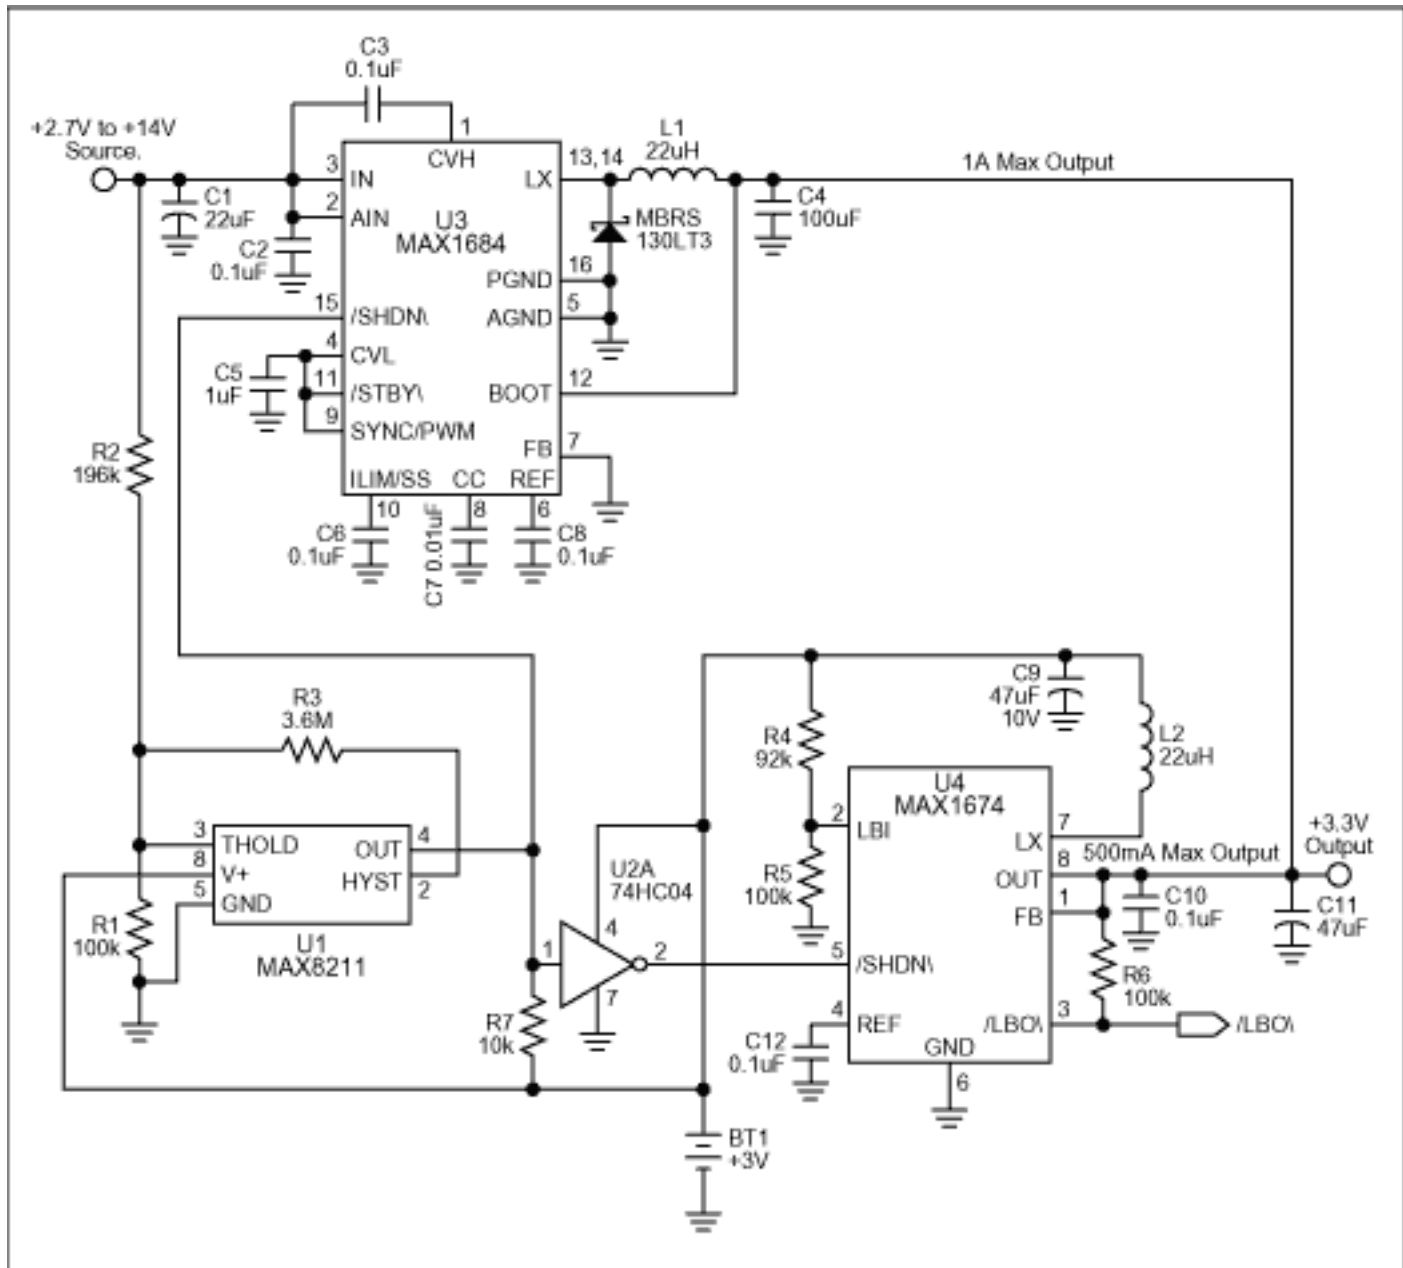 C3
0.1uF
+2.7V to +14V
Source.
1
CVH
3
IN
2
AIN
C1
22uF
C2
0.1uF
U3
MAX1684
13,14
LX
L1
22uH
1A Max Output
C4
100uF
MBRS
130LT3
16
PGND
5
AGND
15
/SHDN\
4
CVL
C5
1uF
11
/STBY\
9
SYNC/PWM
12
BOOT
7
FB
ILIM/SS
CC
REF
10
8
6
C6
0.1uF
C7 0.01uF
C8
0.1uF
R2
196k
R3
3.6M
3
THOLD
8
V+
5
GND
4
OUT
HYST
2
R1
100k
U1
MAX8211
U2A
74HC04
4
1
2
7
R7
10k
BT1
+3V
R4
92k
R5
100k
C9
47uF
10V
L2
22uH
U4
MAX1674
2
LBI
7
LX
8
OUT
500mA Max Output
+3.3V
Output
1
FB
C10
0.1uF
C11
47uF
5
/SHDN\
R6
100k
4
REF
3
/LBO\
/LBO\
C12
0.1uF
GND
6